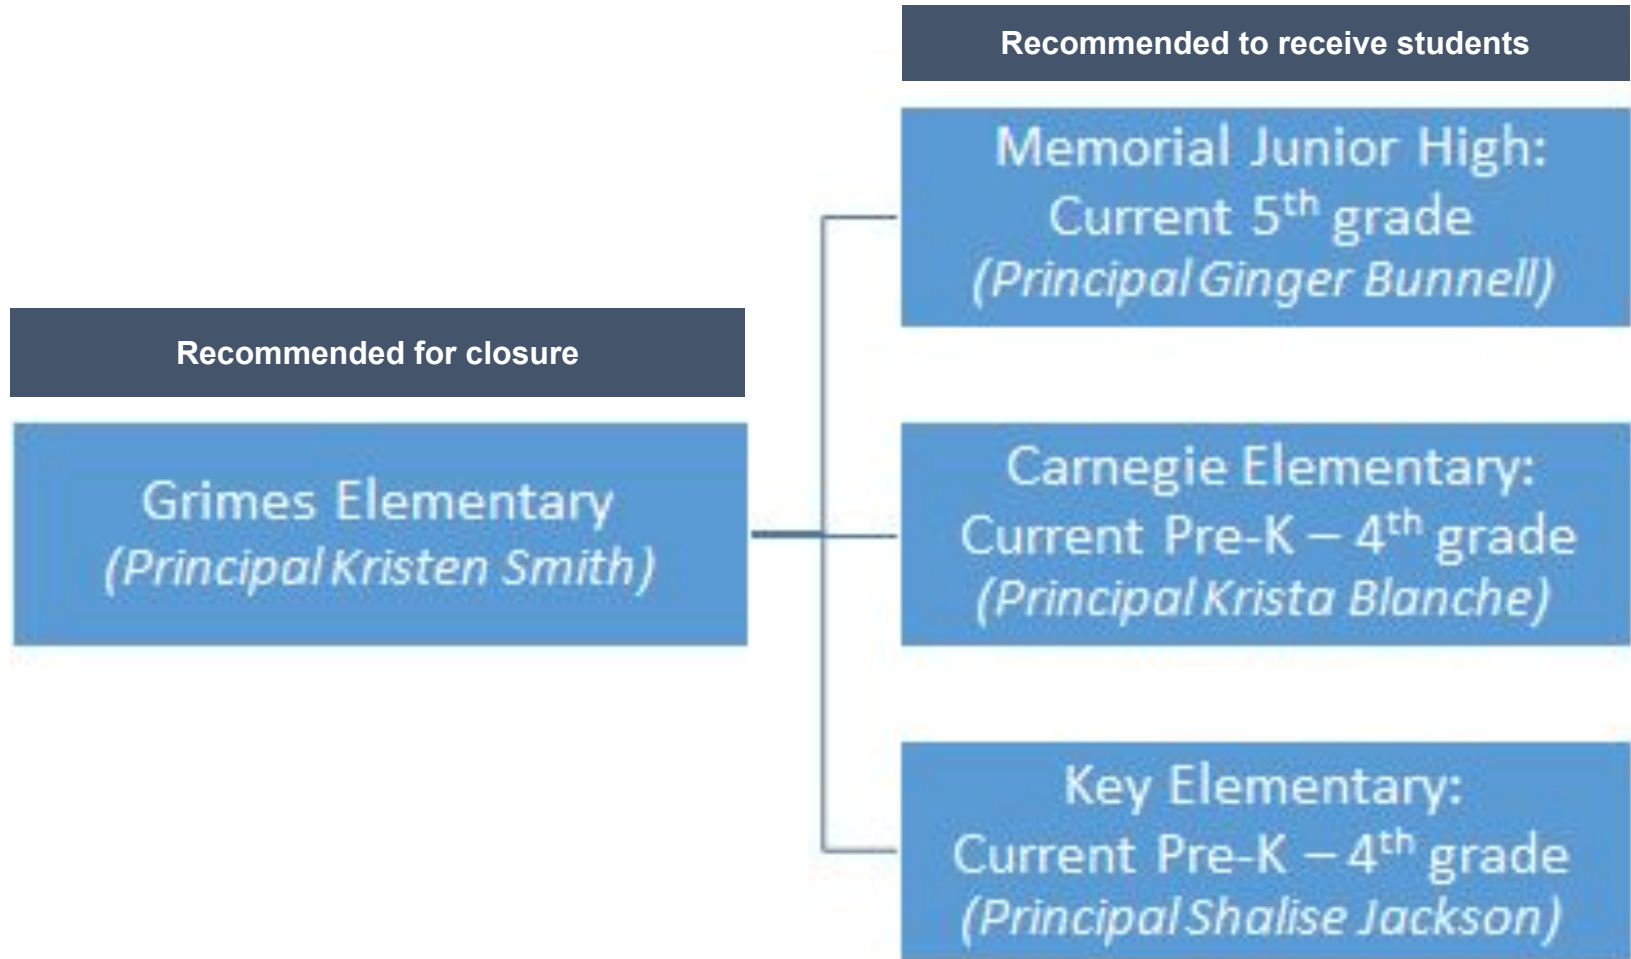 Recommended to receive students
Memorial Junior High:
Current 5th grade
(Principal Ginger Bunnell)
Recommended for closure
Grimes Elementary
(Principal Kristen Smith)
Carnegie Elementary:
Current Pre-K – 4th grade
(Principal Krista Blanche)
Key Elementary:
Current Pre-K – 4th grade
(Principal Shalise Jackson)